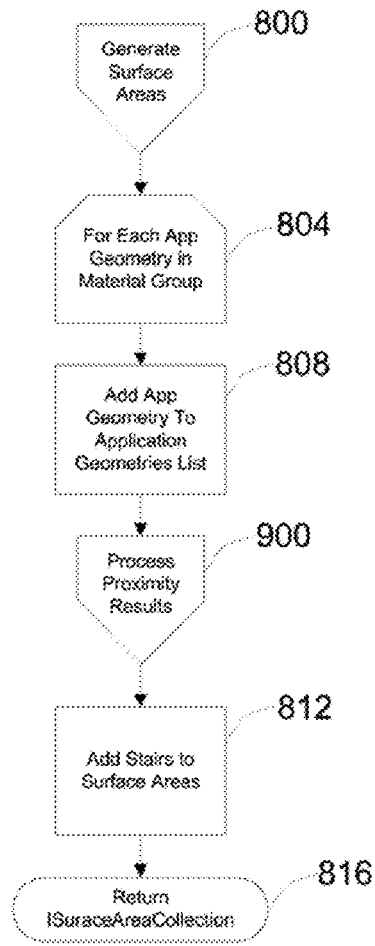 800
Generate
Surface
Areas
804
For Each App
Geometry in
Material Group
808
Add App
Geometry To
Application
Geometries List
900
Process
Proximity
Results
812
Add Stairs to
Surface Areas
816
Return
ISuraceAreaCollection